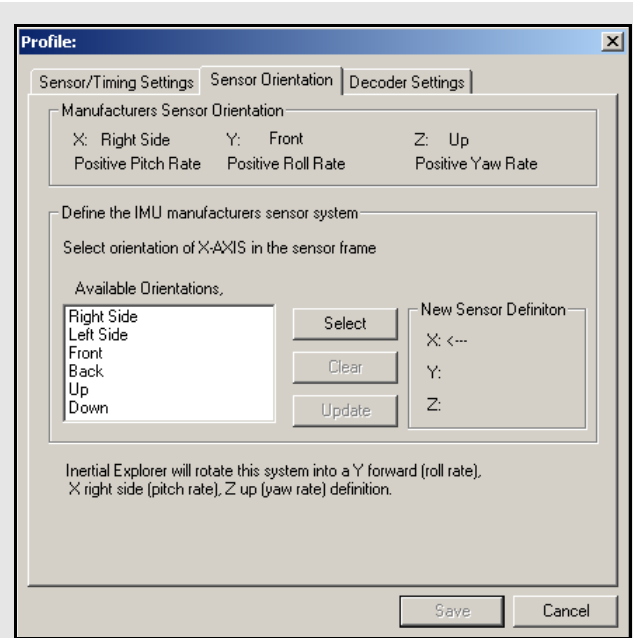 Profile:
Sensor/Timing Settings Sensor Orientation Decoder Settings
Manufacturers Sensor Orientation
X: Right Side Y: Front Z: Up
Positive Pitch Rate Positive Roll Rate Positive Yaw Rate
Define the IMU manufacturers sensor system
Select orientation of X-AXIS in the sensor frame
Available Orientations,
Right Side
Left Side
Front
Back
Up
Down
Select
Clear
Update
New Sensor Definiton
X: <---
Y:
Z:
Inertial Explorer will rotate this system into a Y forward (roll rate),
X right side (pitch rate), Z up (yaw rate) definition.
Save Cancel